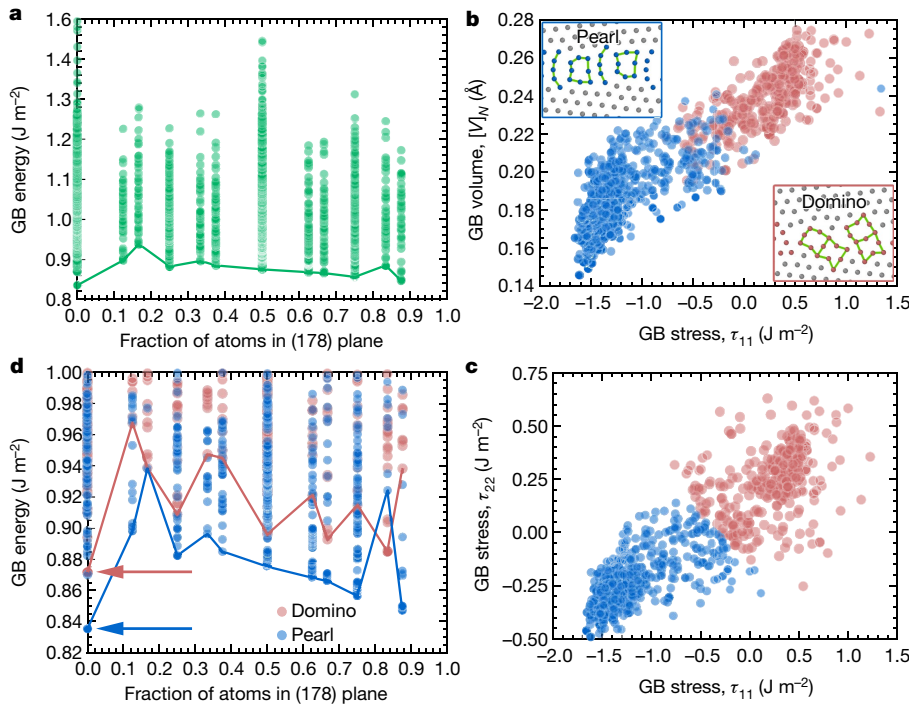 a
GB energy (J m⁻²)
1.6
1.5
1.4
1.3
1.2
1.1
1.0
0.9
0.8
0.0 0.1 0.2 0.3 0.4 0.5 0.6 0.7 0.8 0.9 1.0
Fraction of atoms in (178) plane
b
GB volume, [V]N (Å)
0.28
0.26
0.24
0.22
0.20
0.18
0.16
0.14
Pearl
Domino
−2.0 −1.5 −1.0 −0.5 0.0 0.5 1.0 1.5
GB stress, τ11 (J m⁻²)
d
GB energy (J m⁻²)
1.00
0.98
0.96
0.94
0.92
0.90
0.88
0.86
0.84
0.82
Domino
Pearl
0.0 0.1 0.2 0.3 0.4 0.5 0.6 0.7 0.8 0.9 1.0
Fraction of atoms in (178) plane
c
GB stress, τ22 (J m⁻²)
0.75
0.50
0.25
0.00
−0.25
−0.50
−2.0 −1.5 −1.0 −0.5 0.0 0.5 1.0 1.5
GB stress, τ11 (J m⁻²)